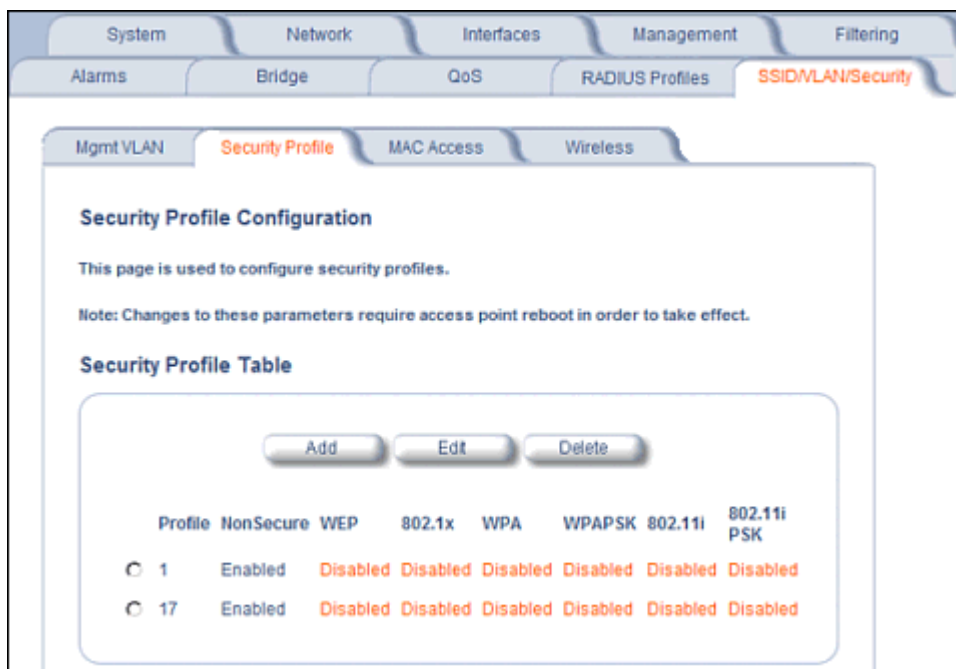 System Network Interfaces Management Filtering
Alarms Bridge QoS RADIUS Profiles SSID/VLAN/Security
Mgmt VLAN Security Profile MAC Access Wireless
Security Profile Configuration
This page is used to configure security profiles.
Note: Changes to these parameters require access point reboot in order to take effect.
Security Profile Table
Add Edit Delete
Profile NonSecure WEP 802.1x WPA WPAPSK 802.11i 802.11i PSK
1 Enabled Disabled Disabled Disabled Disabled Disabled Disabled
17 Enabled Disabled Disabled Disabled Disabled Disabled Disabled